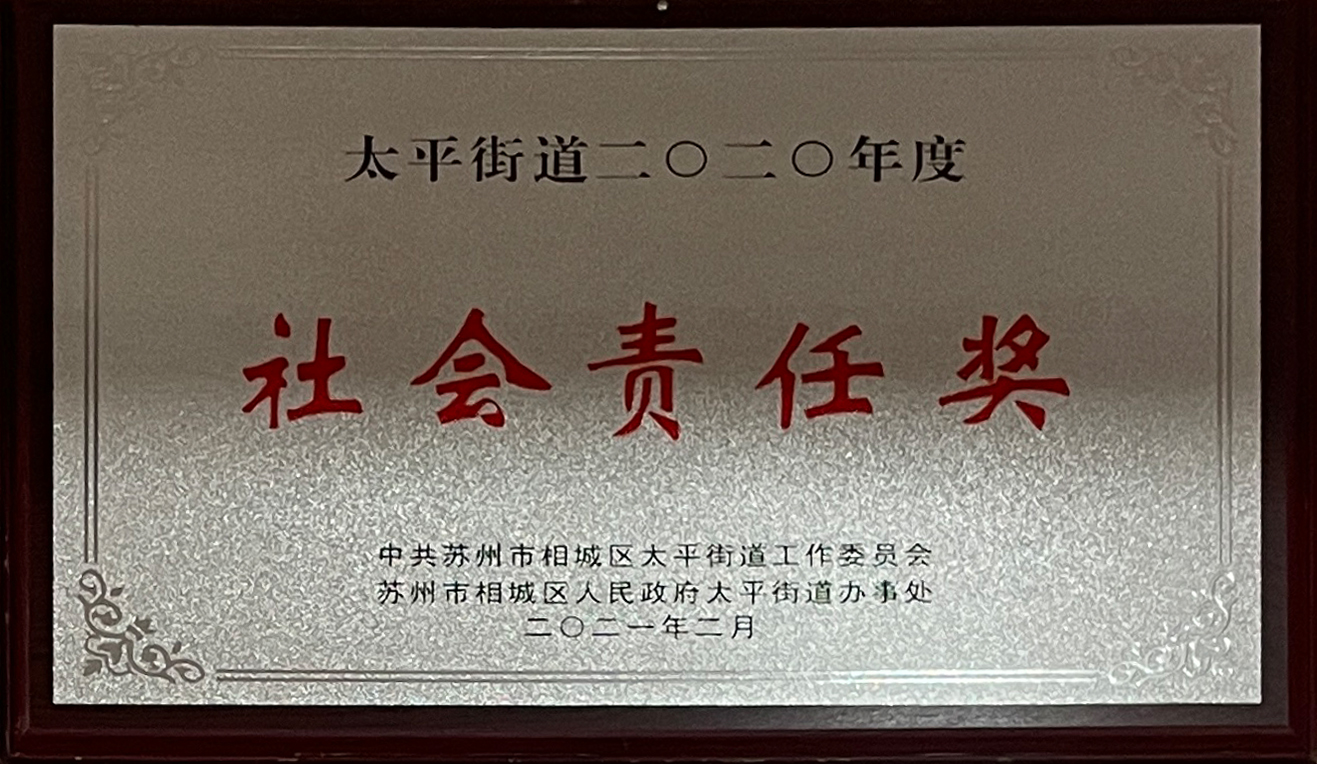 太平街道二〇二〇年度
社会责任奖
中共苏州市相城区太平街道工作委员会
苏州市相城区人民政府太平街道办事处
二〇二一年二月